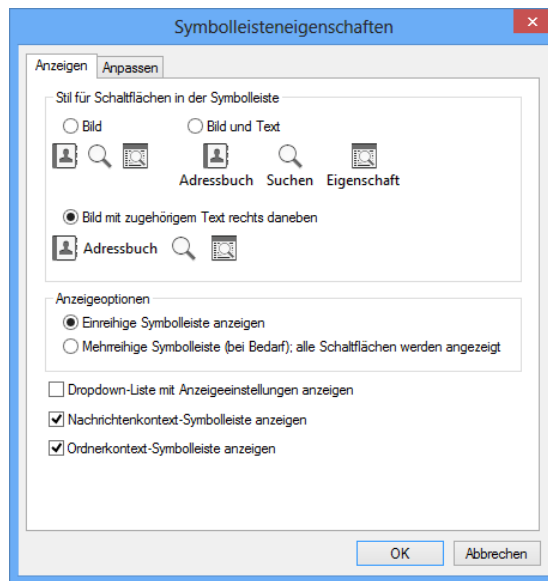 Symbolleisteneigenschaften
Anzeigen Anpassen
Stil für Schaltflächen in der Symbolleiste
Bild Bild und Text
Adressbuch Suchen Eigenschaft
Bild mit zugehörigem Text rechts daneben
Adressbuch
Anzeigeoptionen
Einreihige Symbolleiste anzeigen
Mehrreihige Symbolleiste (bei Bedarf); alle Schaltflächen werden angezeigt
Dropdown-Liste mit Anzeigeeinstellungen anzeigen
Nachrichtenkontext-Symbolleiste anzeigen
Ordnerkontext-Symbolleiste anzeigen
OK Abbrechen